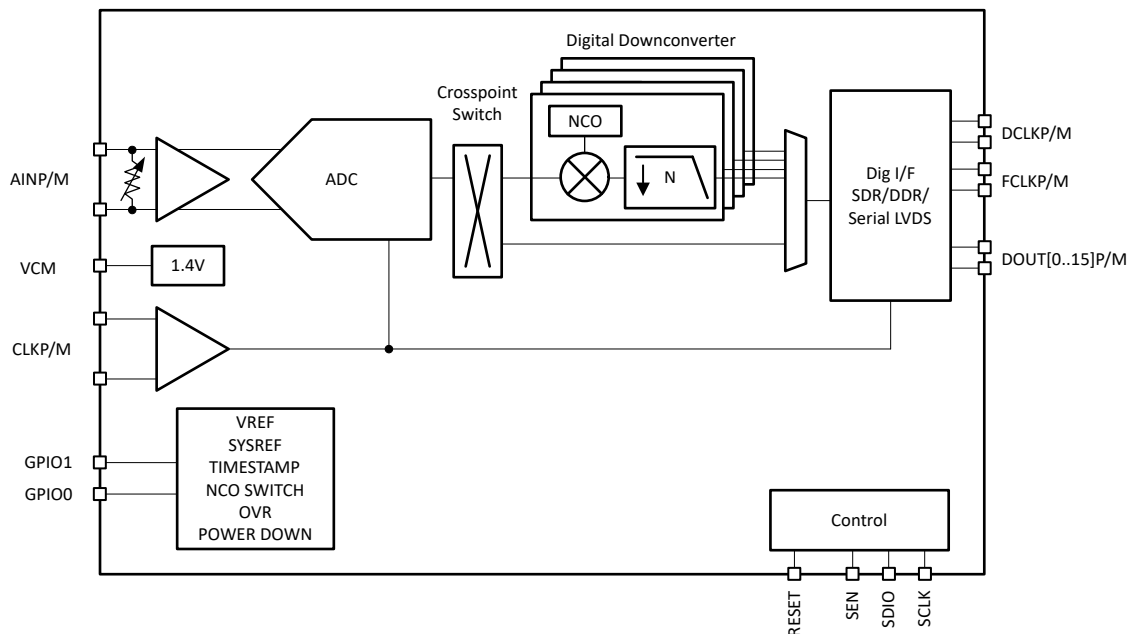 Digital Downconverter
Crosspoint
Switch
NCO
N
ADC
AINP/M
VCM
1.4V
CLKP/M
Dig I/F
SDR/DDR/
Serial LVDS
DCLKP/M
FCLKP/M
DOUT[0..15]P/M
GPIO1
GPIO0
VREF
SYSREF
TIMESTAMP
NCO SWITCH
OVR
POWER DOWN
Control
RESET
SEN
SDIO
SCLK